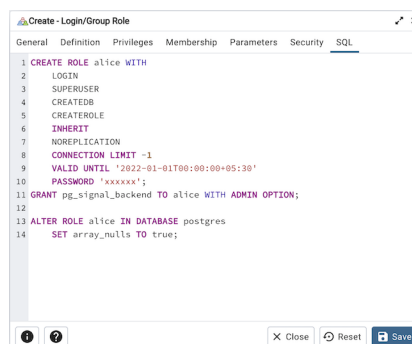 Create - Login/Group Role
General Definition Privileges Membership Parameters Security SQL
1 CREATE ROLE alice WITH
2 LOGIN
3 SUPERUSER
4 CREATEDB
5 CREATEROLE
6 INHERIT
7 NOREPLICATION
8 CONNECTION LIMIT -1
9 VALID UNTIL '2022-01-01T00:00:00+05:30'
10 PASSWORD 'xxxxxx';
11 GRANT pg_signal_backend TO alice WITH ADMIN OPTION;
12
13 ALTER ROLE alice IN DATABASE postgres
14 SET array_nulls TO true;
Close Reset Save